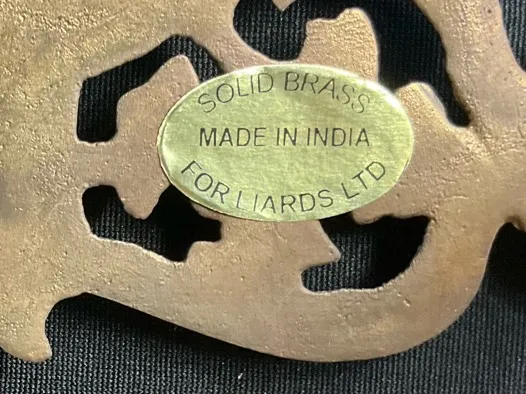 SOLID BRASS
MADE IN INDIA
FOR LIARDS LTD